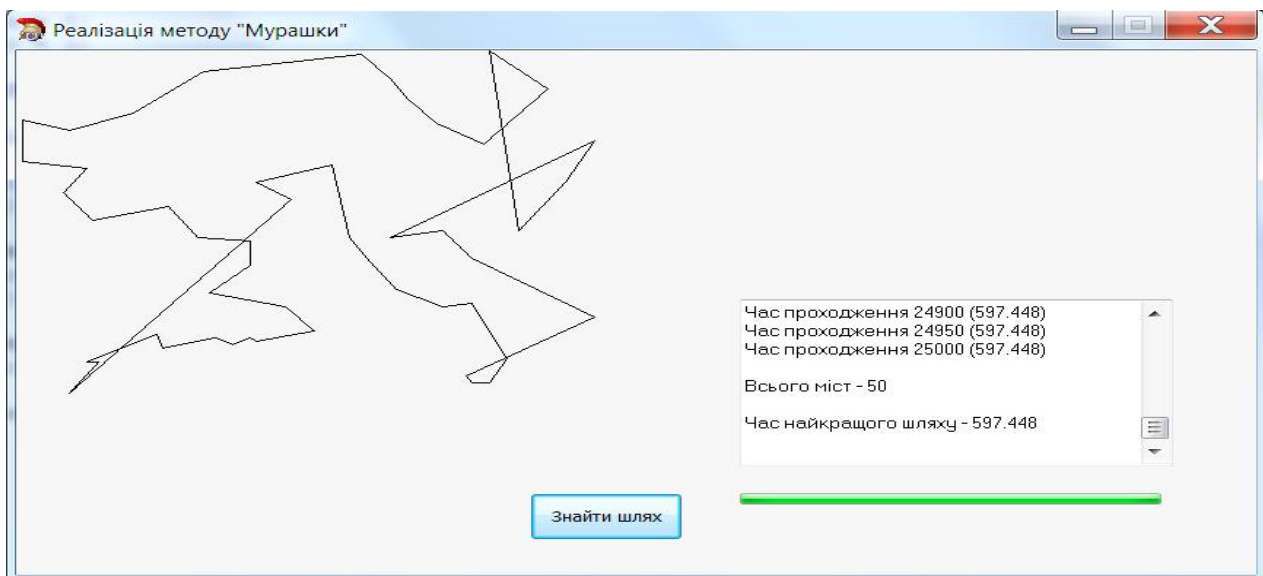 Реалізація методу "Мурашки"
Час проходження 24900 (597.448)
Час проходження 24950 (597.448)
Час проходження 25000 (597.448)
Всього міст - 50
Час найкращого шляху - 597.448
Знайти шлях